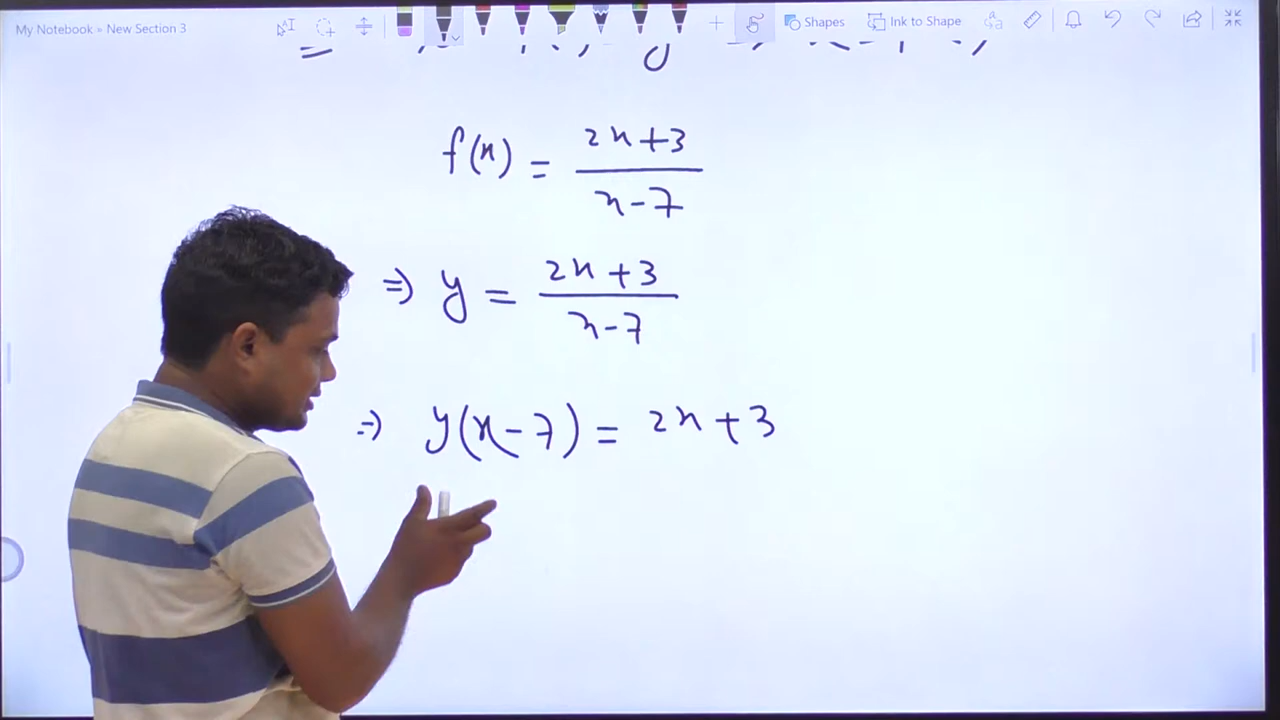 My Notebook » New Section 3
Shapes
Ink to Shape
f(x) = (2x+3)/(x-7)
⇒ y = (2x+3)/(x-7)
⇒ y(x-7) = 2x+3